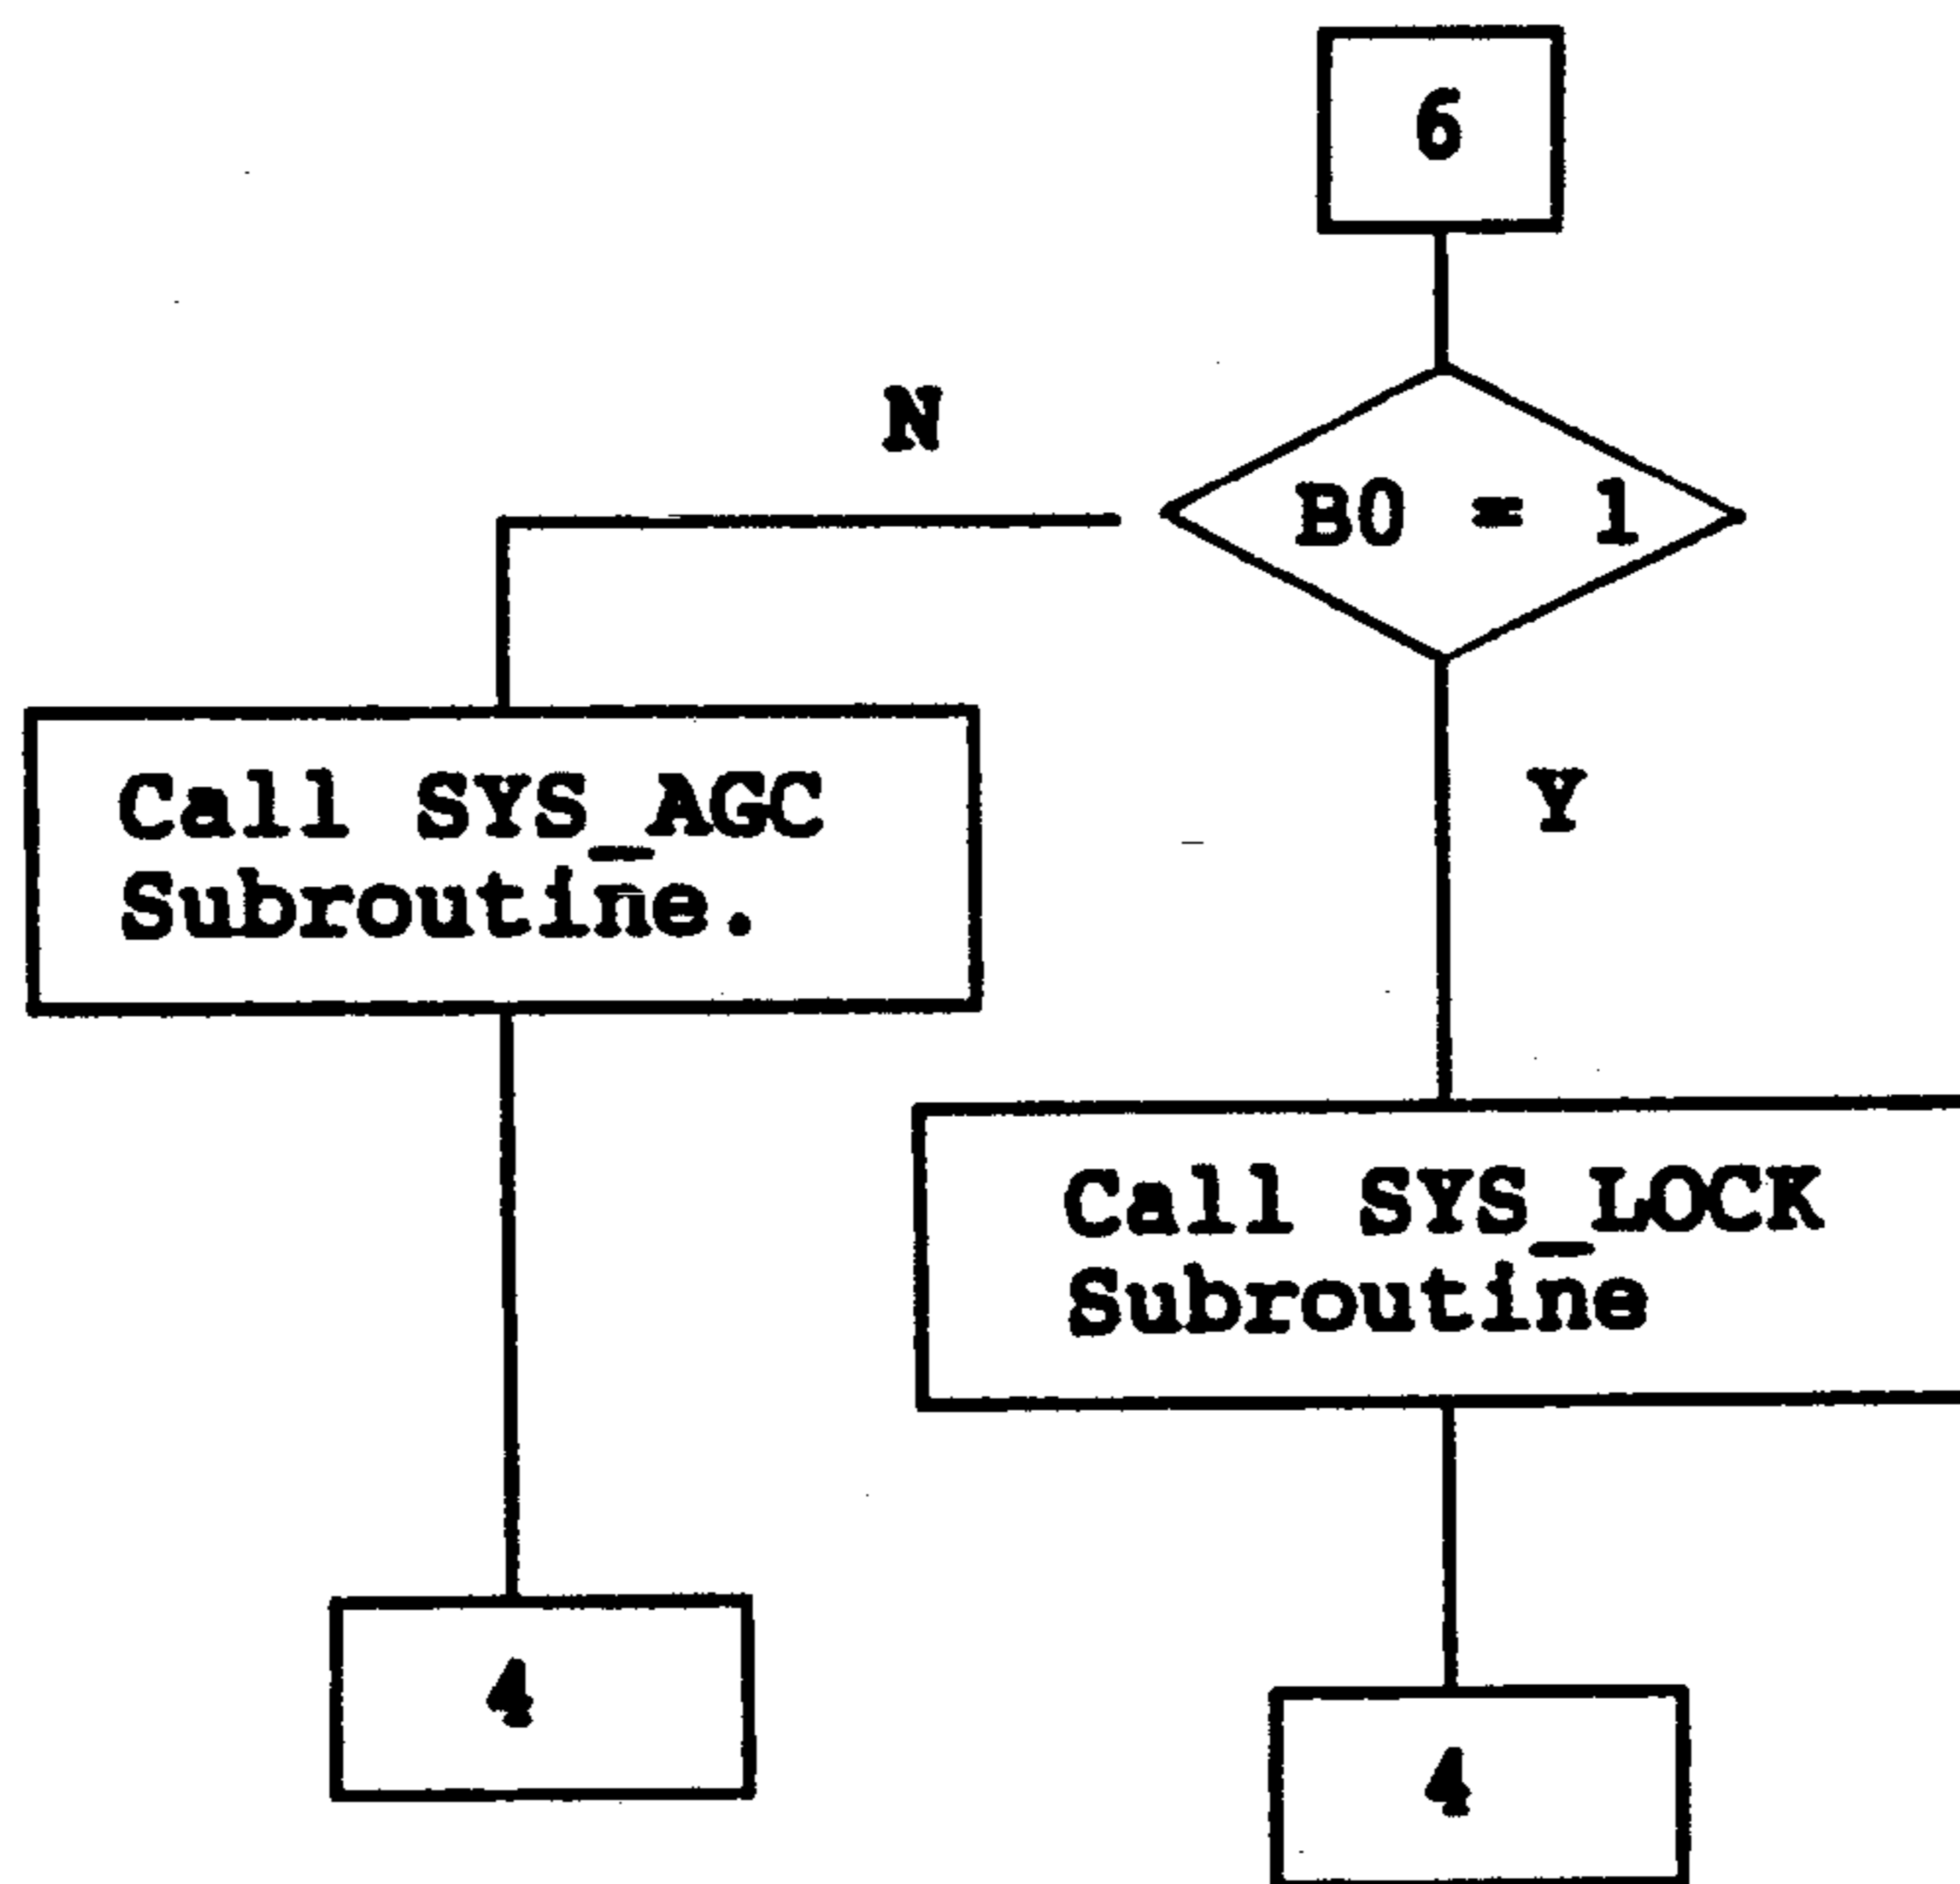 6
N
B0 = 1
Call SYS_AGC
Subroutine.
Y
Call SYS_LOCK
Subroutine
4
4